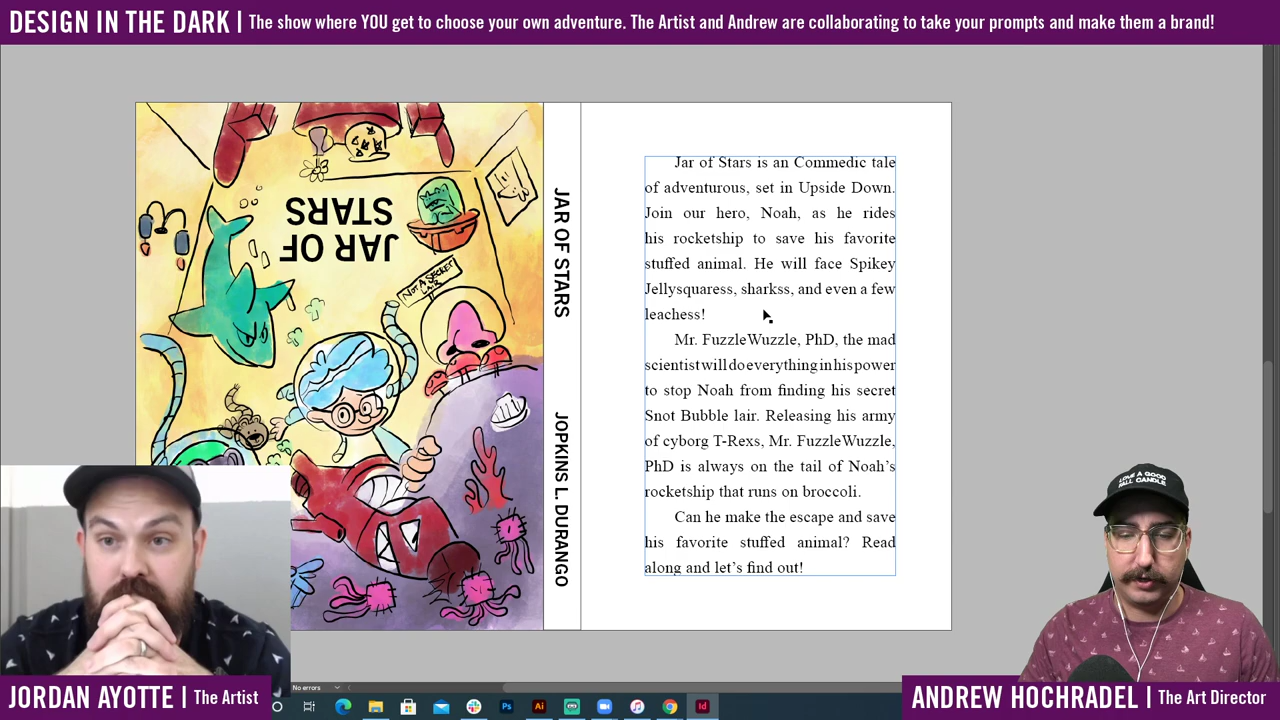 DESIGN IN THE DARK | The show where YOU get to choose your own adventure. The Artist and Andrew are collaborating to take your prompts and make them a brand!
JAR OF
STARS
NOT A SECRET
LAIR
JAR OF STARS
JOPKINS L. DURANGO
Jar of Stars is an Commedic tale
of adventurous, set in Upside Down.
Join our hero, Noah, as he rides
his rocketship to save his favorite
stuffed animal. He will face Spikey
Jellysquaress, sharkss, and even a few
leachess!
Mr. FuzzleWuzzle, PhD, the mad
scientist will do everything in his power
to stop Noah from finding his secret
Snot Bubble lair. Releasing his army
of cyborg T-Rexs, Mr. FuzzleWuzzle,
PhD is always on the tail of Noah’s
rocketship that runs on broccoli.
Can he make the escape and save
his favorite stuffed animal? Read
along and let’s find out!
LOVE A GOOD
FALL CANDLE
No errors
Ps
Ai
Id
JORDAN AYOTTE | The Artist
ANDREW HOCHRADEL | The Art Director